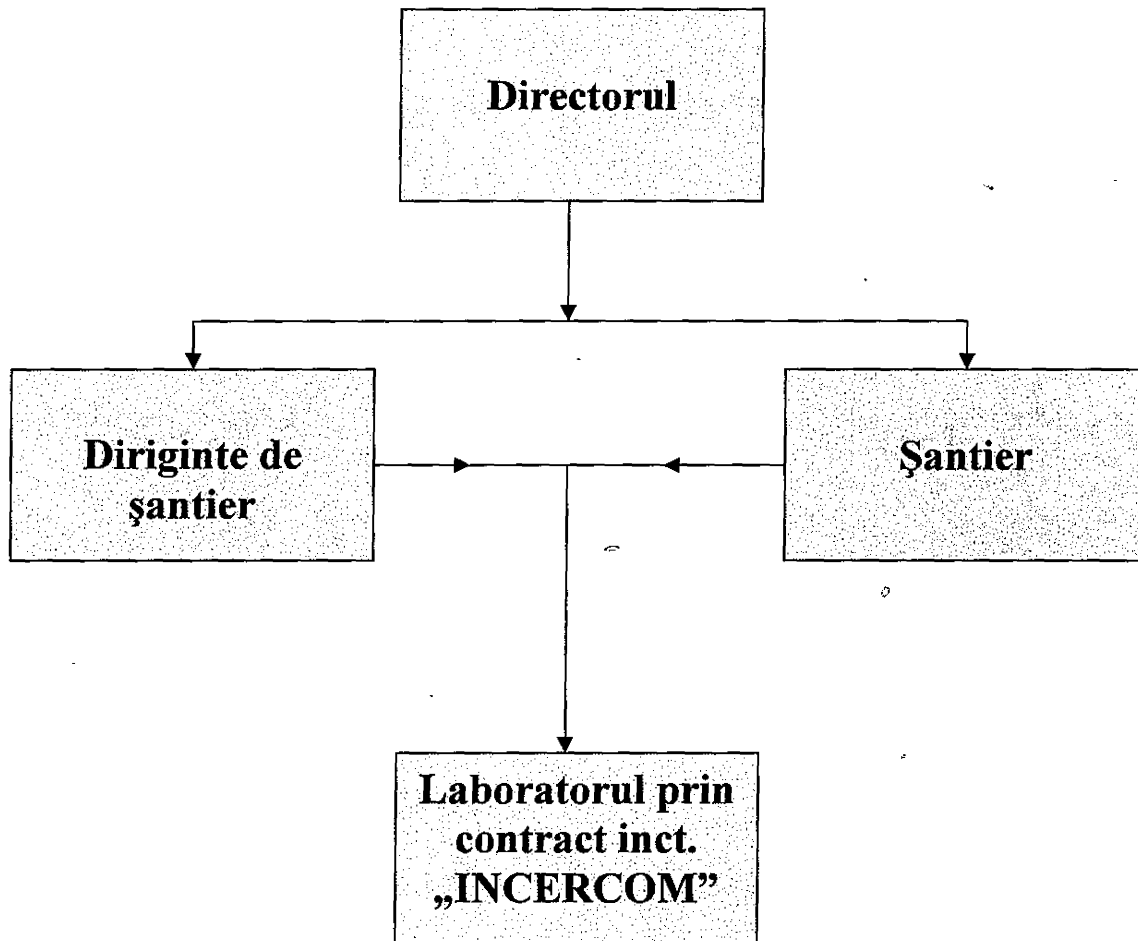 Directorul
Diriginte de
şantier
Şantier
Laboratorul prin
contract inct.
„INCERCOM”